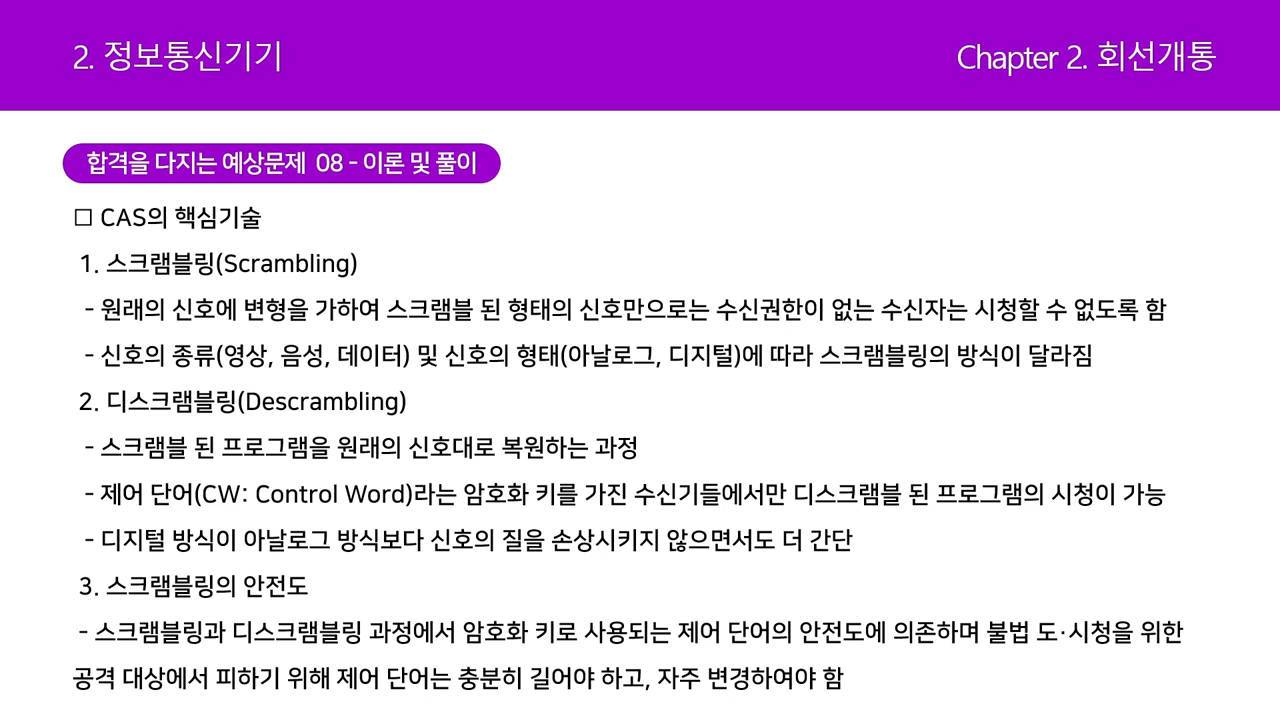 2. 정보통신기기
Chapter 2. 회선개통
합격을 다지는 예상문제 08 - 이론 및 풀이
□ CAS의 핵심기술
1. 스크램블링(Scrambling)
- 원래의 신호에 변형을 가하여 스크램블 된 형태의 신호만으로는 수신권한이 없는 수신자는 시청할 수 없도록 함
- 신호의 종류(영상, 음성, 데이터) 및 신호의 형태(아날로그, 디지털)에 따라 스크램블링의 방식이 달라짐
2. 디스크램블링(Descrambling)
- 스크램블 된 프로그램을 원래의 신호대로 복원하는 과정
- 제어 단어(CW: Control Word)라는 암호화 키를 가진 수신기들에서만 디스크램블 된 프로그램의 시청이 가능
- 디지털 방식이 아날로그 방식보다 신호의 질을 손상시키지 않으면서도 더 간단
3. 스크램블링의 안전도
- 스크램블링과 디스크램블링 과정에서 암호화 키로 사용되는 제어 단어의 안전도에 의존하며 불법 도·시청을 위한
공격 대상에서 피하기 위해 제어 단어는 충분히 길어야 하고, 자주 변경하여야 함